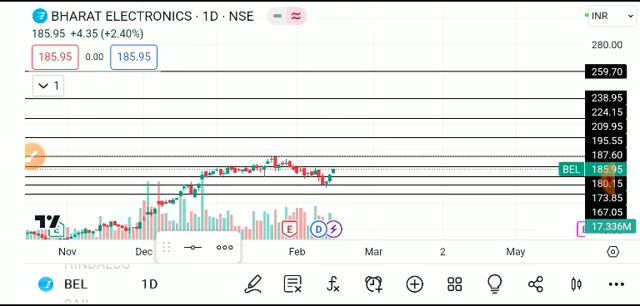 BHARAT ELECTRONICS · 1D · NSE
INR
185.95 +4.35 (+2.40%)
185.95 0.00 185.95
280.00
1
259.70
238.95
224.15
209.95
195.55
187.60
BEL 185.95
180.15
173.85
167.05
17.336M
E
E
D
E
Nov Dec Feb Mar 2 May
HINDALCO
BEL 1D
SAIL